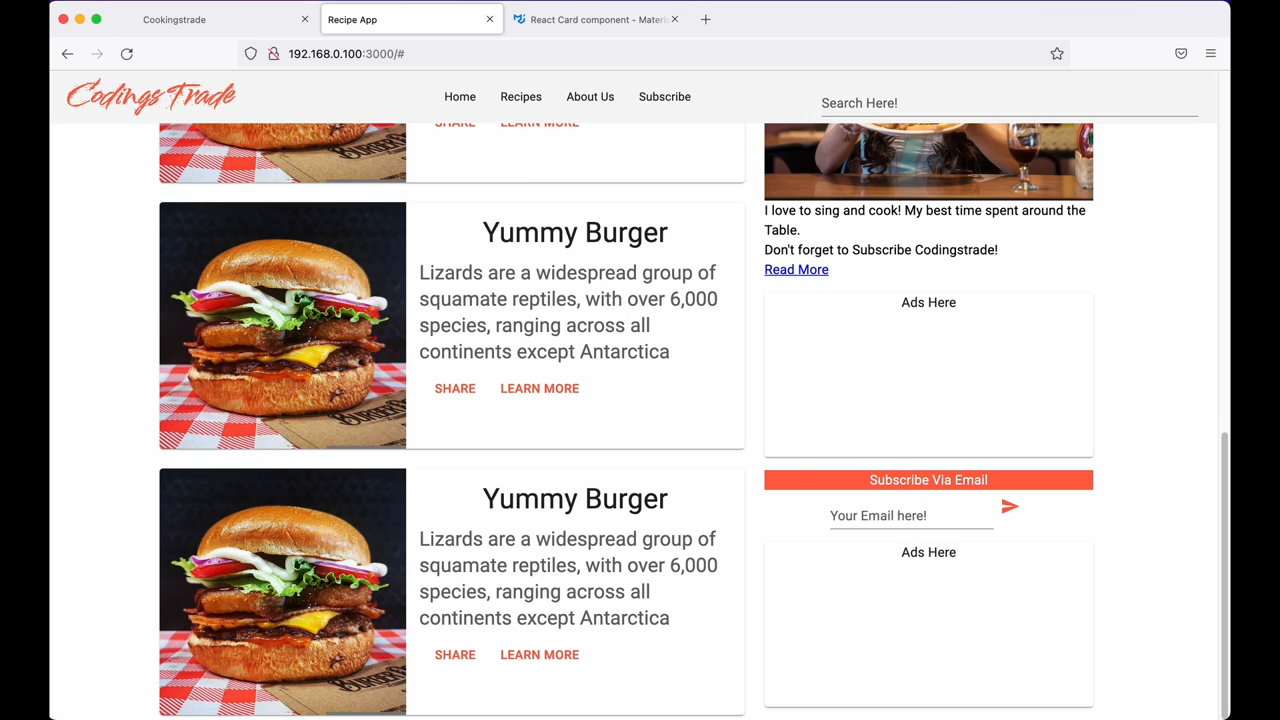 Cookingstrade
Recipe App
React Card component - Materi
192.168.0.100:3000/#
Codings Trade
Home
Recipes
About Us
Subscribe
Search Here!
SHARE
LEARN MORE
I love to sing and cook! My best time spent around the
Table.
Don't forget to Subscribe Codingstrade!
Read More
Yummy Burger
Lizards are a widespread group of
squamate reptiles, with over 6,000
species, ranging across all
continents except Antarctica
SHARE
LEARN MORE
Ads Here
Subscribe Via Email
Your Email here!
Yummy Burger
Lizards are a widespread group of
squamate reptiles, with over 6,000
species, ranging across all
continents except Antarctica
SHARE
LEARN MORE
Ads Here